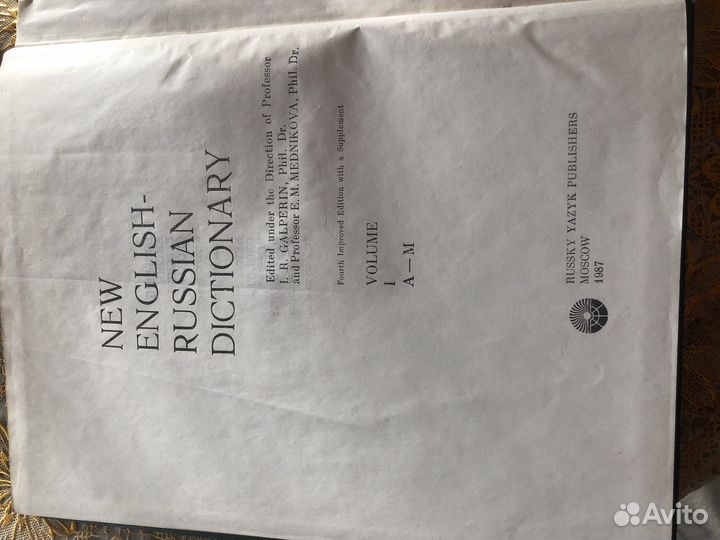 NEW
ENGLISH-
RUSSIAN
DICTIONARY
Edited under the Direction of Professor
I. R. GALPERIN, Phil. Dr.
and Professor E. M. MEDNIKOVA, Phil. Dr.
Fourth Improved Edition with a Supplement
VOLUME
I
A—M
RUSSKY YAZYK PUBLISHERS
MOSCOW
1987
Avito